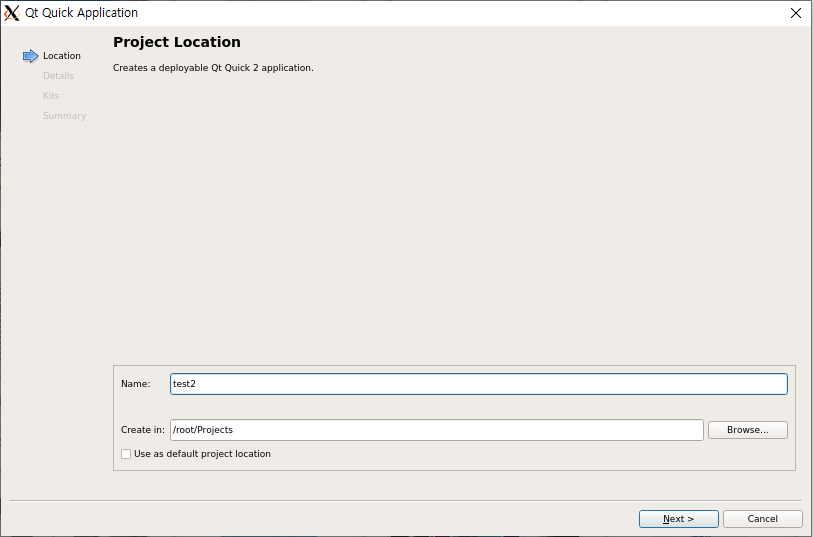 Qt Quick Application
Location
Details
Kits
Summary
Project Location
Creates a deployable Qt Quick 2 application.
Name: test2
Create in: /root/Projects Browse...
Use as default project location
Next > Cancel